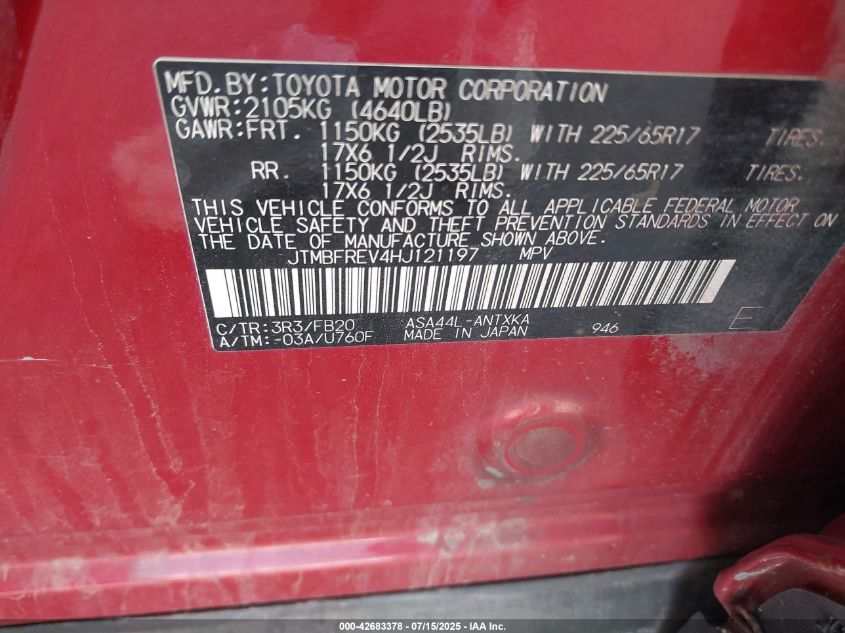 MFD.BY:TOYOTA MOTOR CORPORATION
GVWR:2105KG (4640LB)
GAWR:FRT. 1150KG (2535LB) WITH 225/65R17 TIRES.
17X6 1/2J RIMS.
RR. 1150KG (2535LB) WITH 225/65R17 TIRES.
17X6 1/2J RIMS.
THIS VEHICLE CONFORMS TO ALL APPLICABLE FEDERAL MOTOR
VEHICLE SAFETY AND THEFT PREVENTION STANDARDS IN EFFECT ON
THE DATE OF MANUFACTURE SHOWN ABOVE.
JTMBFREV4HJ121197 MPV
C/TR:3R3/FB20 ASA44L-ANTXKA
A/TM:-03A/U760F MADE IN JAPAN 946 E
000-42683378 - 07/15/2025 - IAA Inc.